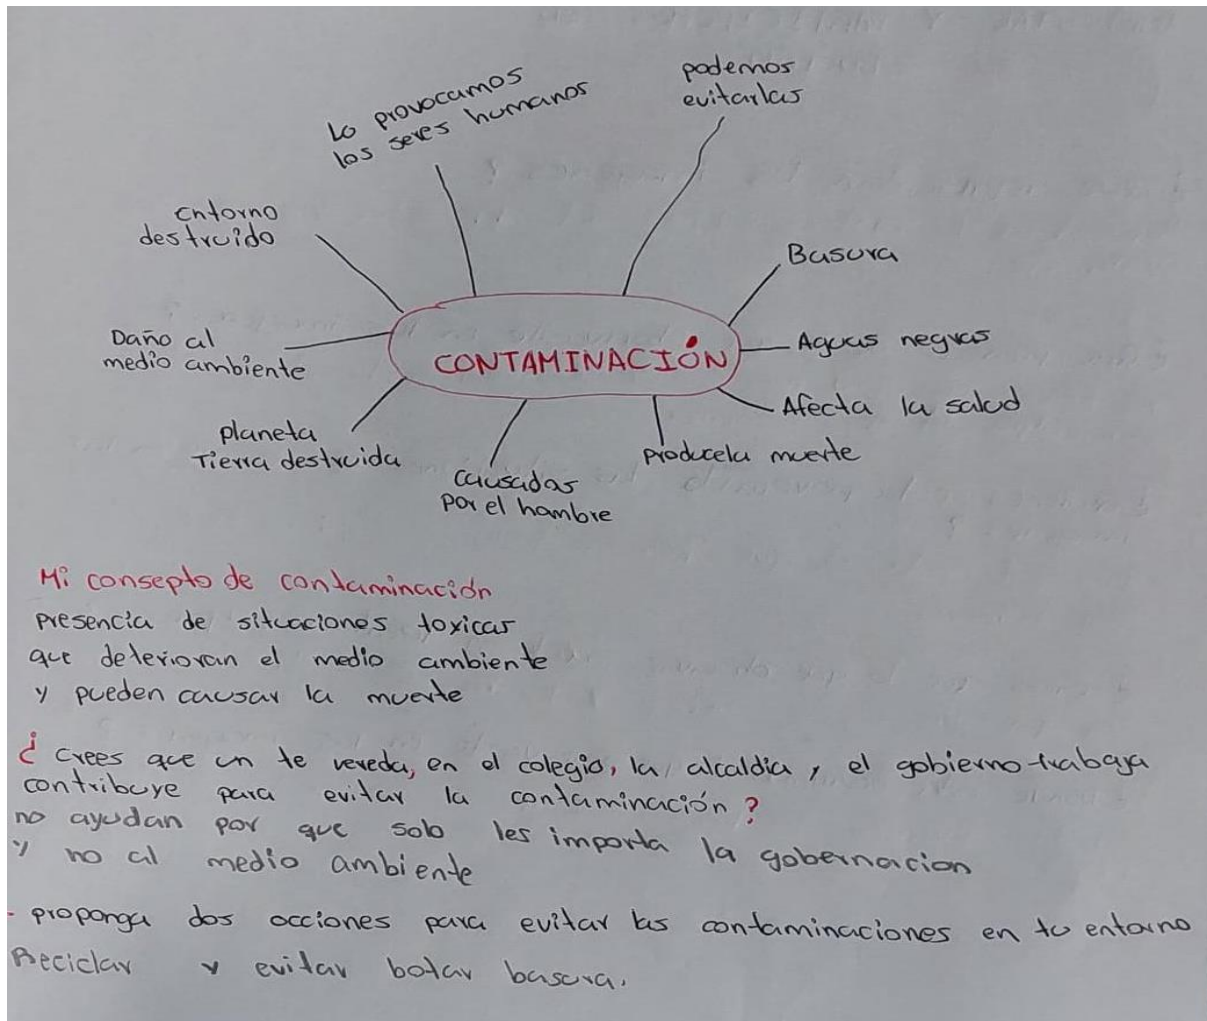 Lo provocamos
los seres humanos
podemos
evitarlas
entorno
destruido
Basura
Daño al
medio ambiente
CONTAMINACIÓN
Aguas negras
Afecta la salud
planeta
Tierra destruida
producela muerte
causadas
por el hambre
Mi consepto de contaminación
presencia de situaciones toxicas
que deterioran el medio ambiente
y pueden causar la muerte
¿ crees que en te vereda, en el colegio, la alcaldia, el gobierno trabaja
contribuye para evitar la contaminación?
no ayudan por que solo les importa la gobernacion
y no al medio ambiente
- proponga dos acciones para evitar las contaminaciones en tu entorno
Reciclar y evitar botar basura.